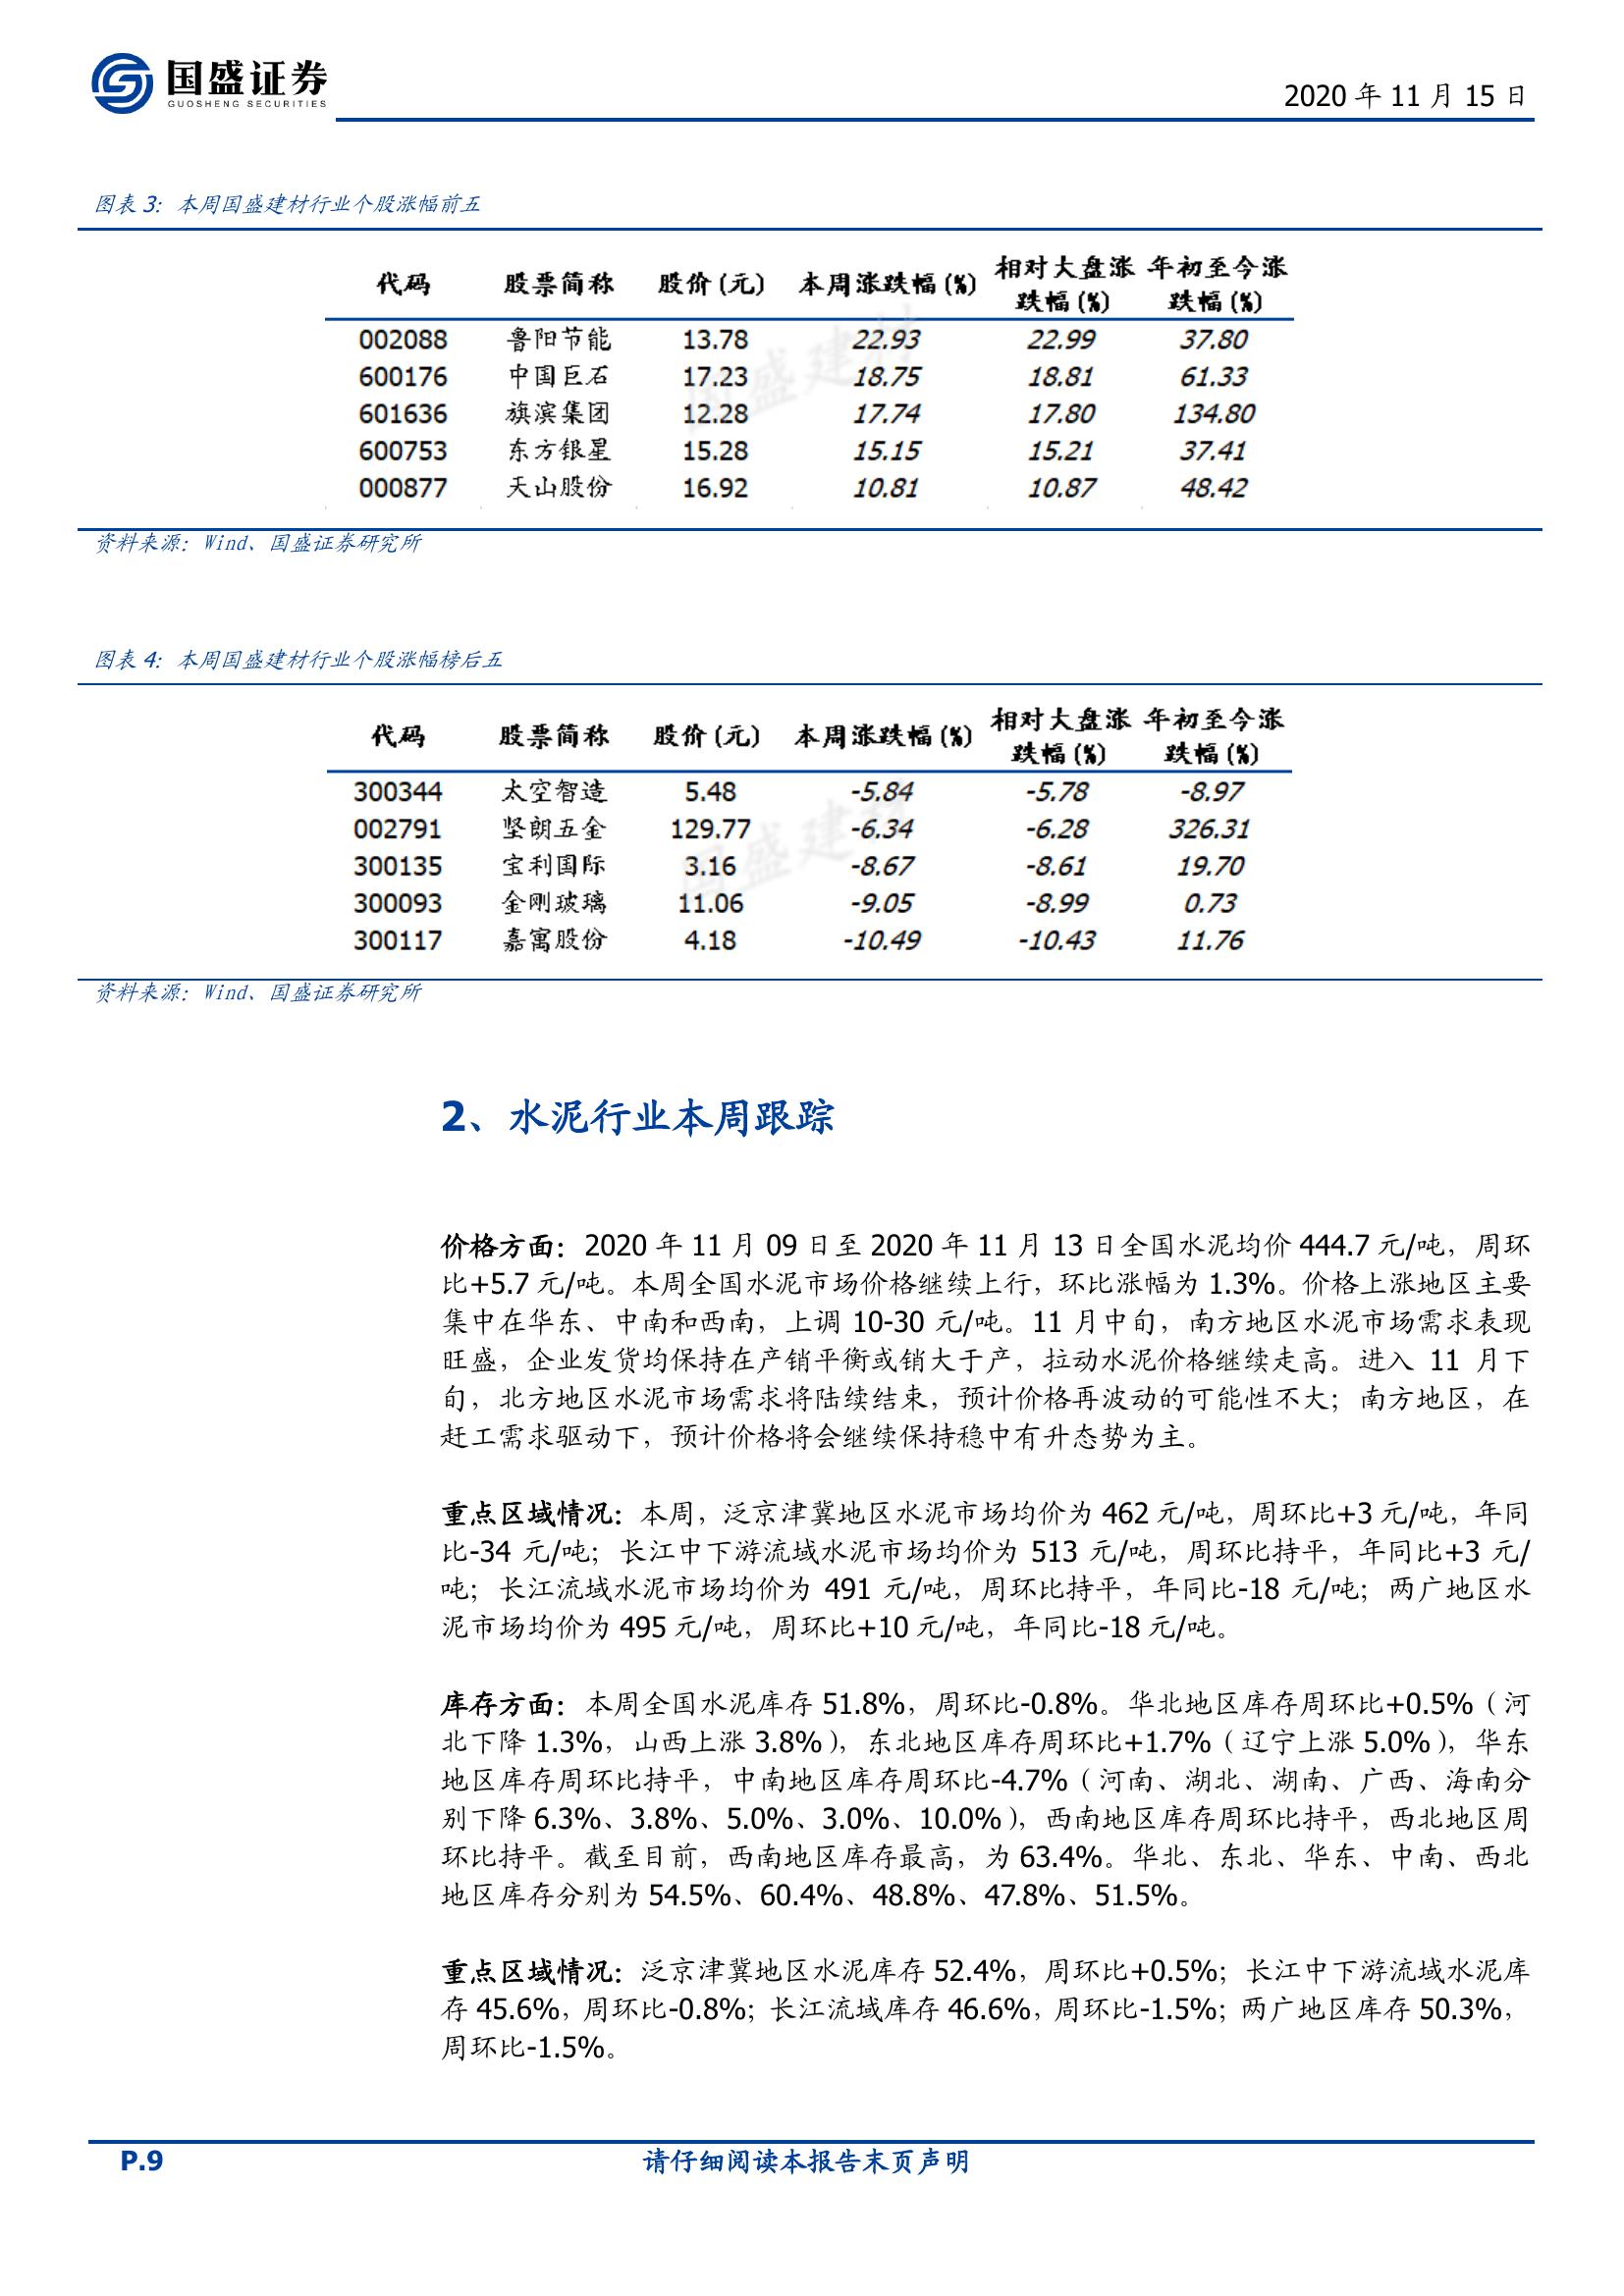 国盛证券
GUOSHENG SECURITIES
2020 年 11 月 15 日
图表 3：本周国盛建材行业个股涨幅前五
代码 股票简称 股价(元) 本周涨跌幅(%) 相对大盘涨跌幅(%) 年初至今涨跌幅(%)
002088 鲁阳节能 13.78 22.93 22.99 37.80
600176 中国巨石 17.23 18.75 18.81 61.33
601636 旗滨集团 12.28 17.74 17.80 134.80
600753 东方银星 15.28 15.15 15.21 37.41
000877 天山股份 16.92 10.81 10.87 48.42
国盛建材
资料来源：Wind、国盛证券研究所
图表 4：本周国盛建材行业个股涨幅榜后五
代码 股票简称 股价(元) 本周涨跌幅(%) 相对大盘涨跌幅(%) 年初至今涨跌幅(%)
300344 太空智造 5.48 -5.84 -5.78 -8.97
002791 坚朗五金 129.77 -6.34 -6.28 326.31
300135 宝利国际 3.16 -8.67 -8.61 19.70
300093 金刚玻璃 11.06 -9.05 -8.99 0.73
300117 嘉寓股份 4.18 -10.49 -10.43 11.76
国盛建材
资料来源：Wind、国盛证券研究所
2、水泥行业本周跟踪
价格方面：2020 年 11 月 09 日至 2020 年 11 月 13 日全国水泥均价 444.7 元/吨，周环
比+5.7 元/吨。本周全国水泥市场价格继续上行，环比涨幅为 1.3%。价格上涨地区主要
集中在华东、中南和西南，上调 10-30 元/吨。11 月中旬，南方地区水泥市场需求表现
旺盛，企业发货均保持在产销平衡或销大于产，拉动水泥价格继续走高。进入 11 月下
旬，北方地区水泥市场需求将陆续结束，预计价格再波动的可能性不大；南方地区，在
赶工需求驱动下，预计价格将会继续保持稳中有升态势为主。
重点区域情况：本周，泛京津冀地区水泥市场均价为 462 元/吨，周环比+3 元/吨，年同
比-34 元/吨；长江中下游流域水泥市场均价为 513 元/吨，周环比持平，年同比+3 元/
吨；长江流域水泥市场均价为 491 元/吨，周环比持平，年同比-18 元/吨；两广地区水
泥市场均价为 495 元/吨，周环比+10 元/吨，年同比-18 元/吨。
库存方面：本周全国水泥库存 51.8%，周环比-0.8%。华北地区库存周环比+0.5%（河
北下降 1.3%，山西上涨 3.8%），东北地区库存周环比+1.7%（辽宁上涨 5.0%），华东
地区库存周环比持平，中南地区库存周环比-4.7%（河南、湖北、湖南、广西、海南分
别下降 6.3%、3.8%、5.0%、3.0%、10.0%），西南地区库存周环比持平，西北地区周
环比持平。截至目前，西南地区库存最高，为 63.4%。华北、东北、华东、中南、西北
地区库存分别为 54.5%、60.4%、48.8%、47.8%、51.5%。
重点区域情况：泛京津冀地区水泥库存 52.4%，周环比+0.5%；长江中下游流域水泥库
存 45.6%，周环比-0.8%；长江流域库存 46.6%，周环比-1.5%；两广地区库存 50.3%，
周环比-1.5%。
P.9
请仔细阅读本报告末页声明